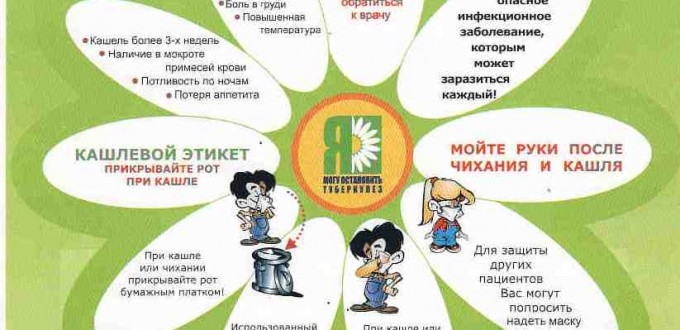 Боль в груди
Повышенная
температура
обратиться
к врачу
опасное
инфекционное
заболевание,
которым
может
заразиться
каждый!
Кашель более 3-х недель
Наличие в мокроте
примесей крови
Потливость по ночам
Потеря аппетита
Я
МОГУ ОСТАНОВИТЬ
ТУБЕРКУЛЕЗ
КАШЛЕВОЙ ЭТИКЕТ
ПРИКРЫВАЙТЕ РОТ
ПРИ КАШЛЕ
МОЙТЕ РУКИ ПОСЛЕ
ЧИХАНИЯ И КАШЛЯ
При кашле
или чихании
прикрывайте рот
бумажным платком!
Использованный
При кашле или
Для защиты
других
пациентов
Вас могут
попросить
надеть маску